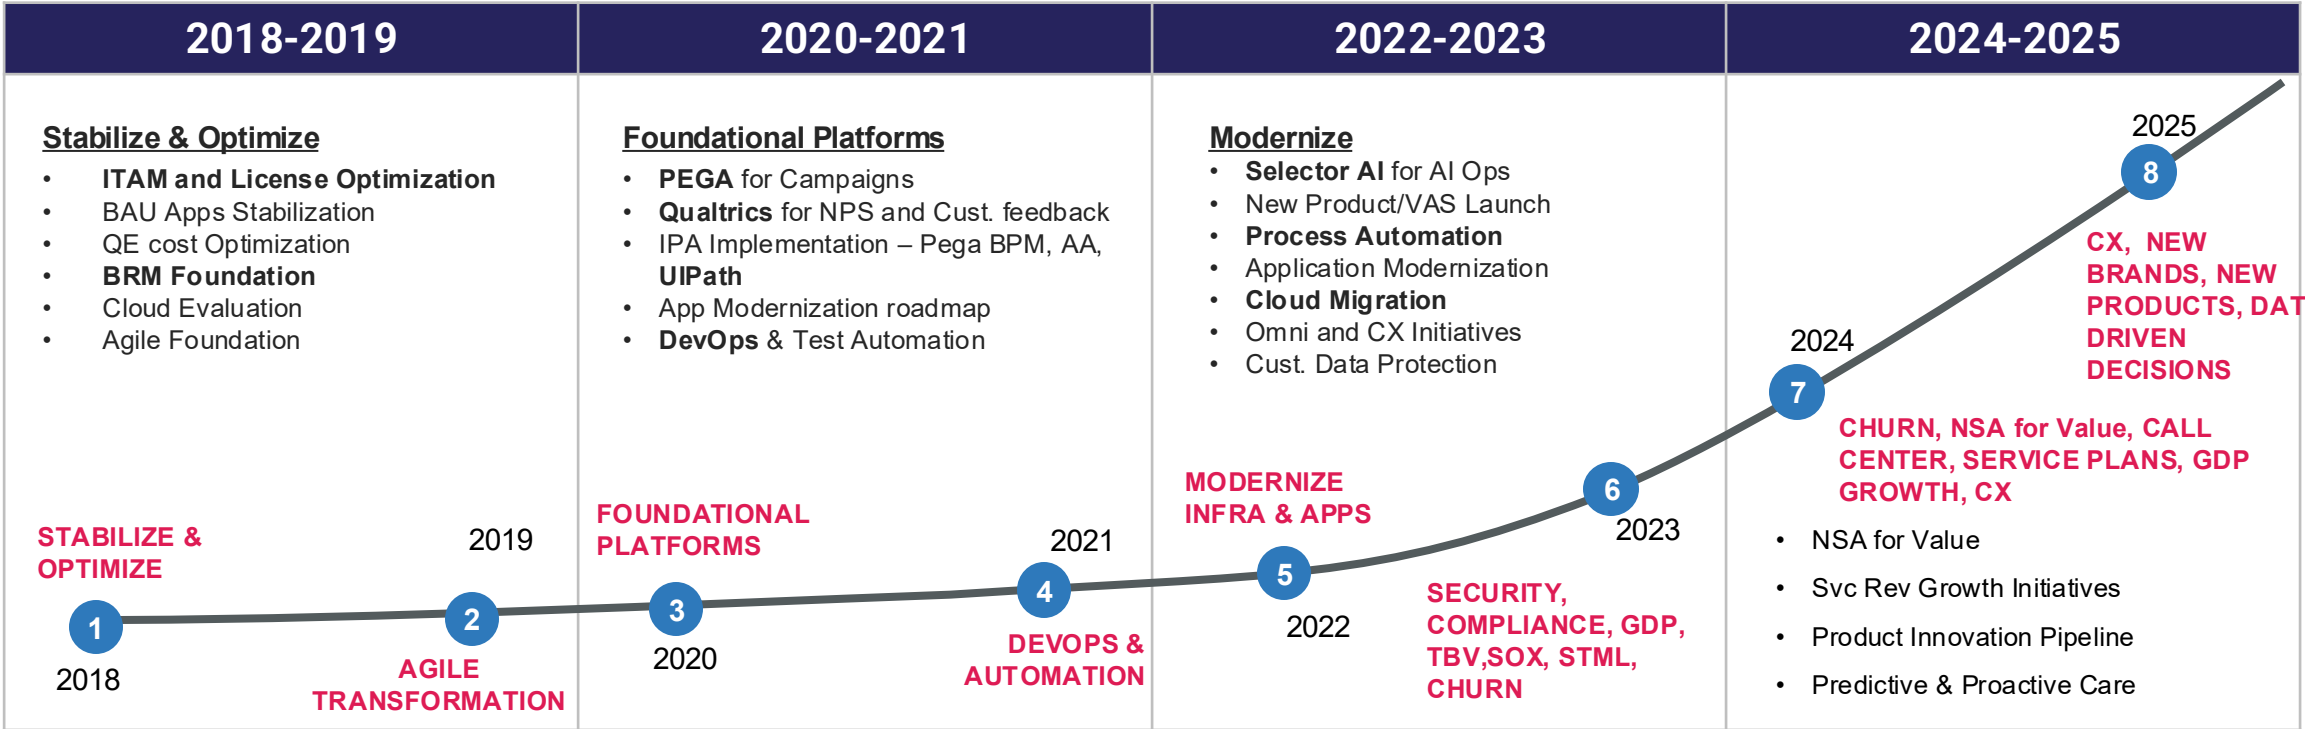 2018-2019
2020-2021
2022-2023
2024-2025
Stabilize & Optimize
• ITAM and License Optimization
• BAU Apps Stabilization
• QE cost Optimization
• BRM Foundation
• Cloud Evaluation
• Agile Foundation
STABILIZE &
OPTIMIZE
1
2018
2019
2
AGILE
TRANSFORMATION
Foundational Platforms
• PEGA for Campaigns
• Qualtrics for NPS and Cust. feedback
• IPA Implementation – Pega BPM, AA,
UIPath
• App Modernization roadmap
• DevOps & Test Automation
FOUNDATIONAL
PLATFORMS
3
2020
2021
4
DEVOPS &
AUTOMATION
Modernize
• Selector AI for AI Ops
• New Product/VAS Launch
• Process Automation
• Application Modernization
• Cloud Migration
• Omni and CX Initiatives
• Cust. Data Protection
MODERNIZE
INFRA & APPS
5
2022
6
2023
SECURITY,
COMPLIANCE, GDP,
TBV,SOX, STML,
CHURN
2025
8
CX, NEW
BRANDS, NEW
PRODUCTS, DAT
DRIVEN
DECISIONS
2024
7
CHURN, NSA for Value, CALL
CENTER, SERVICE PLANS, GDP
GROWTH, CX
• NSA for Value
• Svc Rev Growth Initiatives
• Product Innovation Pipeline
• Predictive & Proactive Care